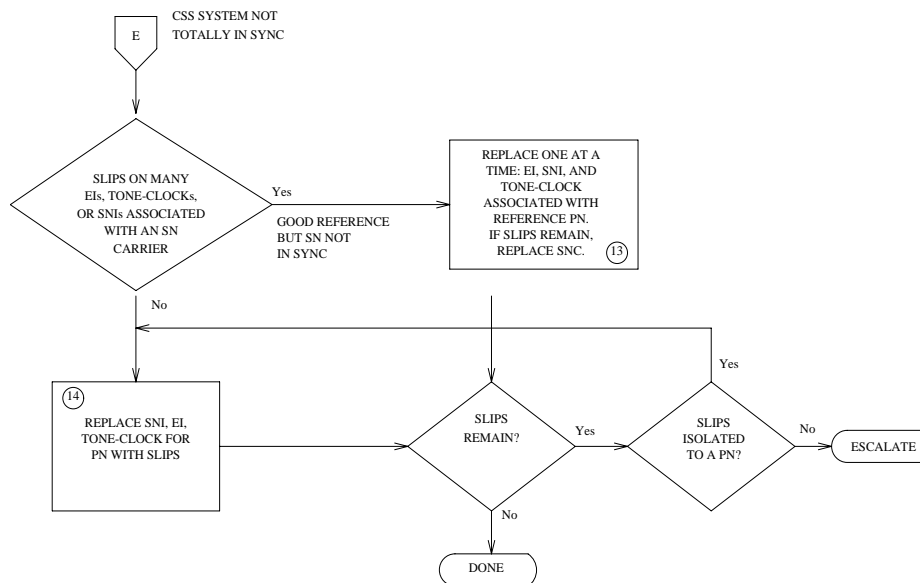 CSS SYSTEM NOT
TOTALLY IN SYNC
E
SLIPS ON MANY
EIs, TONE-CLOCKs,
OR SNIs ASSOCIATED
WITH AN SN
CARRIER
Yes
GOOD REFERENCE
BUT SN NOT
IN SYNC
REPLACE ONE AT A
TIME: EI, SNI, AND
TONE-CLOCK
ASSOCIATED WITH
REFERENCE PN.
IF SLIPS REMAIN,
REPLACE SNC.
13
No
14
REPLACE SNI, EI,
TONE-CLOCK FOR
PN WITH SLIPS
SLIPS
REMAIN?
Yes
Yes
SLIPS
ISOLATED
TO A PN?
No
ESCALATE
No
DONE